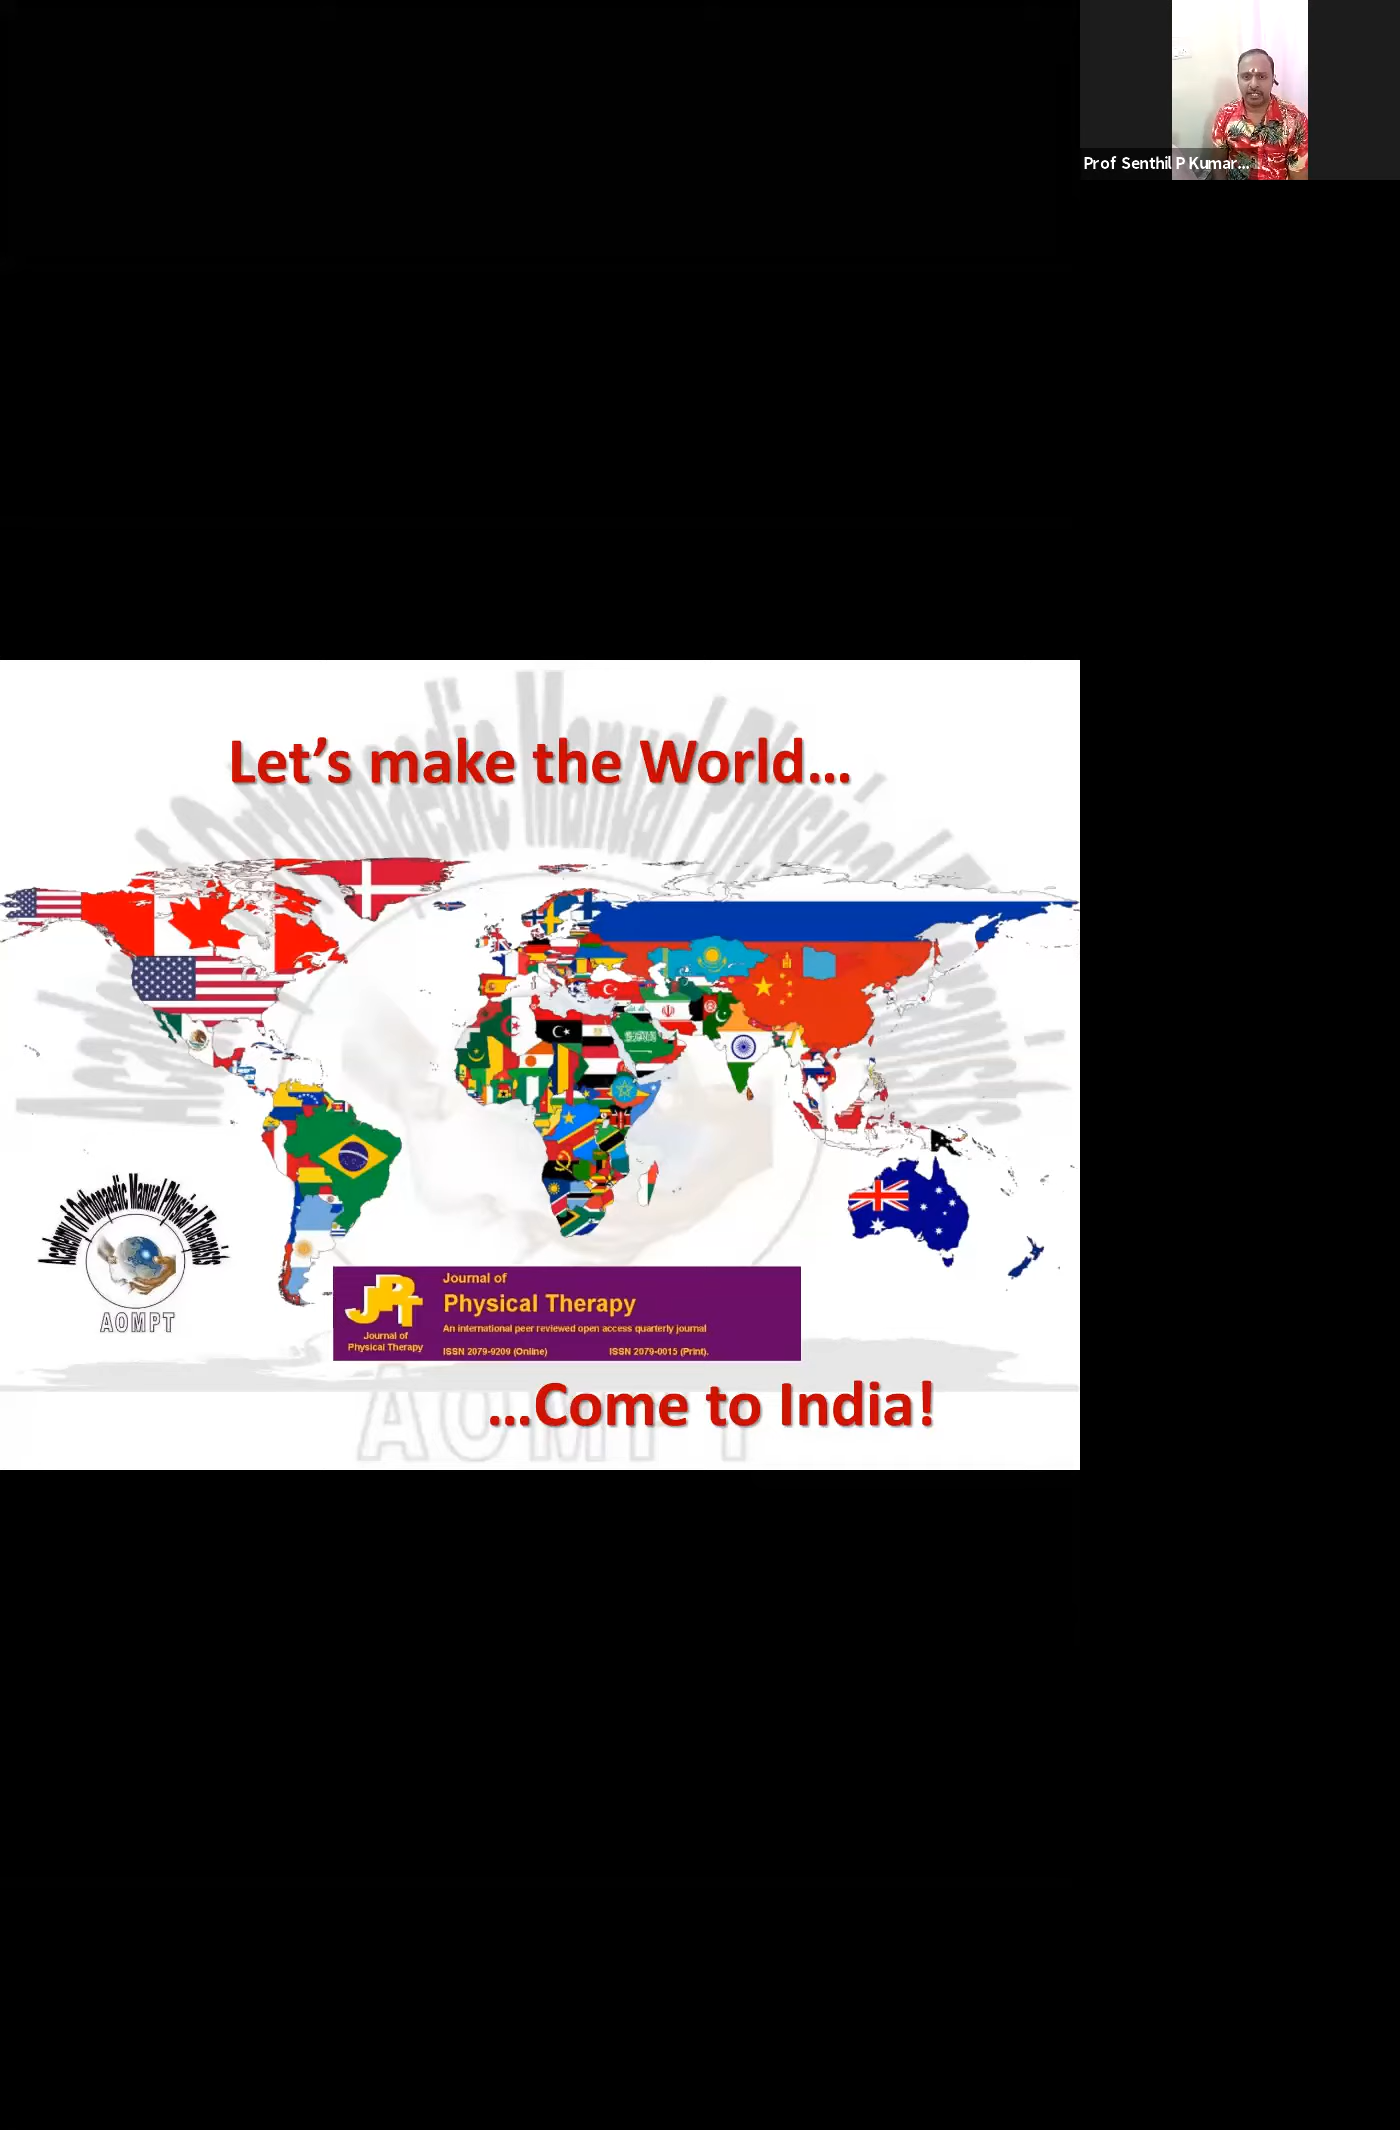 Prof Senthil P Kumar...
Let's make the World...
Academy of Orthopaedic Manual Physical Therapists
AOMPT
JPT
Journal of
Physical Therapy
Journal of
Physical Therapy
An international peer reviewed open access quarterly journal
ISSN 2079-9209 (Online) ISSN 2079-0015 (Print).
...Come to India!
AOMPT